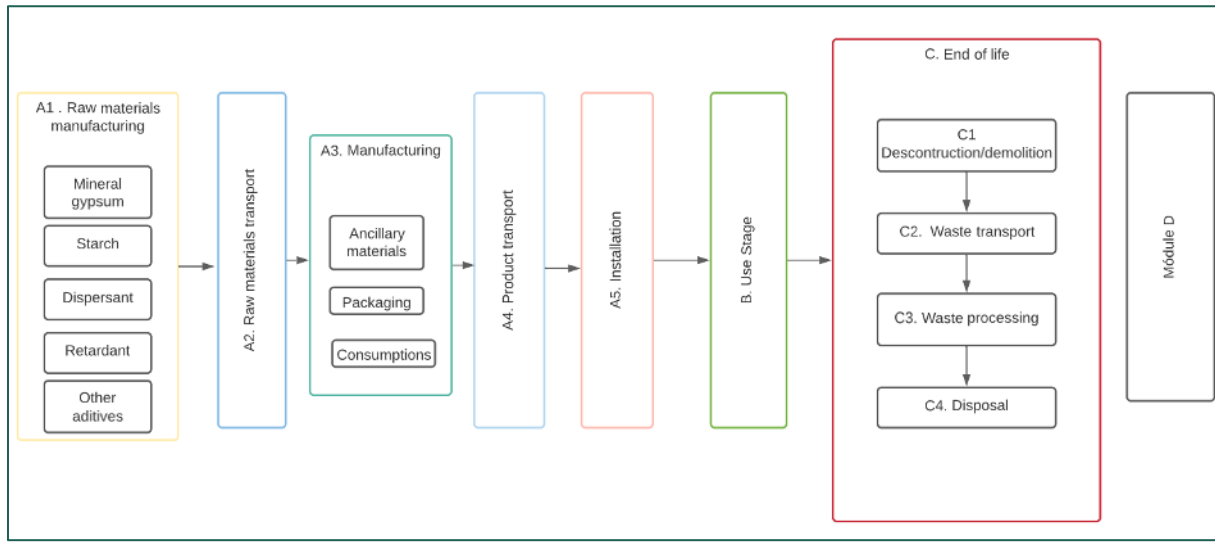 A1 . Raw materials
manufacturing
Mineral
gypsum
Starch
Dispersant
Retardant
Other
aditives
A2. Raw materials transport
A3. Manufacturing
Ancillary
materials
Packaging
Consumptions
A4. Product transport
A5. Installation
B. Use Stage
C. End of life
C1
Descontruction/demolition
C2.  Waste transport
C3. Waste processing
C4. Disposal
Módule D